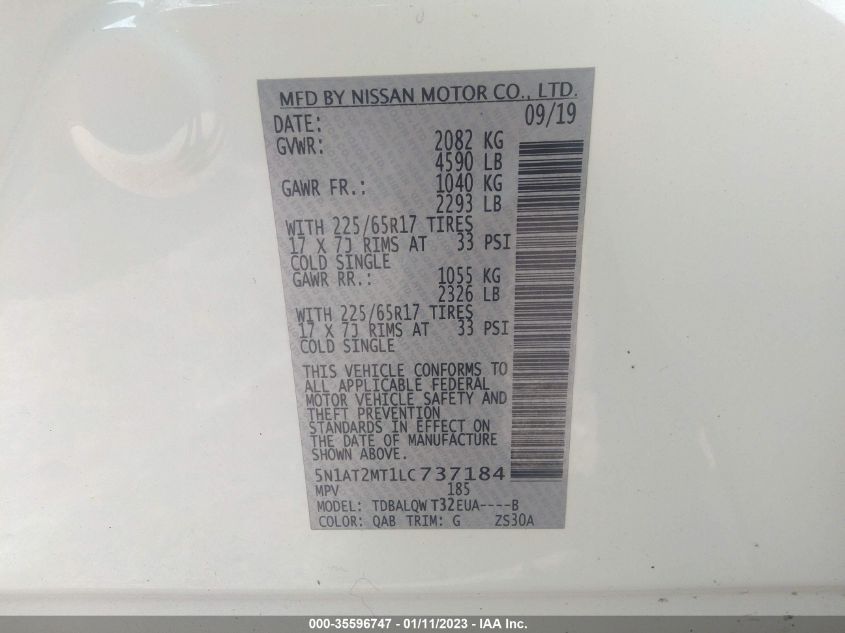 MFD BY NISSAN MOTOR CO., LTD.
DATE: 09/19
GVWR: 2082 KG
4590 LB
GAWR FR.: 1040 KG
2293 LB
WITH 225/65R17 TIRES
17 X 7J RIMS AT 33 PSI
COLD SINGLE
GAWR RR.: 1055 KG
2326 LB
WITH 225/65R17 TIRES
17 X 7J RIMS AT 33 PSI
COLD SINGLE
THIS VEHICLE CONFORMS TO
ALL APPLICABLE FEDERAL
MOTOR VEHICLE SAFETY AND
THEFT PREVENTION
STANDARDS IN EFFECT ON
THE DATE OF MANUFACTURE
SHOWN ABOVE.
5N1AT2MT1LC737184
MPV 185
MODEL: TDBALQWT32EUA----B
COLOR: QAB TRIM: G ZS30A
000-35596747 - 01/11/2023 - IAA Inc.